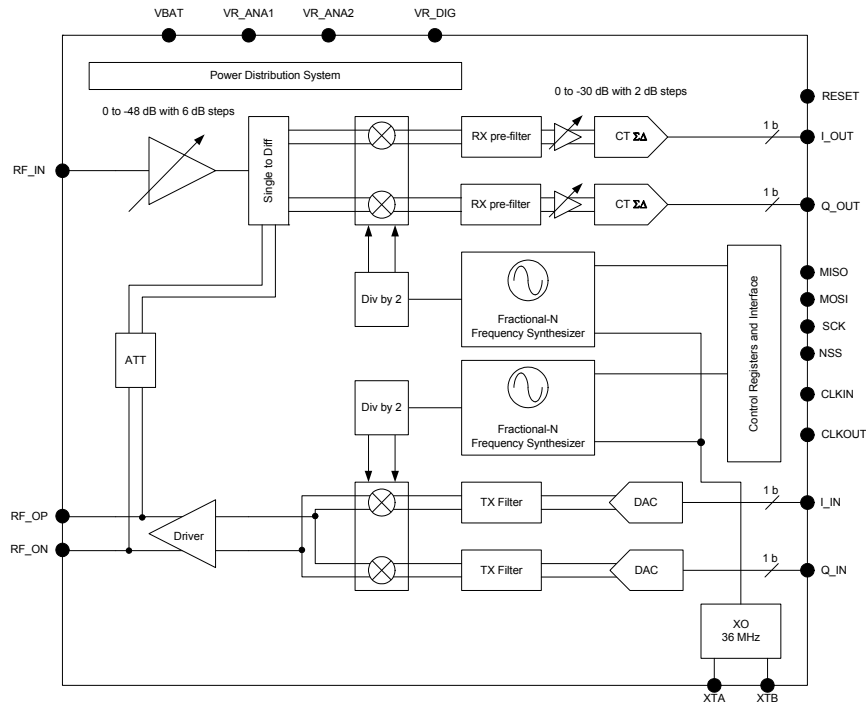 VBAT
VR_ANA1
VR_ANA2
VR_DIG
Power Distribution System
0 to -48 dB with 6 dB steps
0 to -30 dB with 2 dB steps
RESET
RF_IN
Single to Diff
RX pre-filter
CT ΣΔ
1 b
I_OUT
RX pre-filter
CT ΣΔ
1 b
Q_OUT
Div by 2
Fractional-N
Frequency Synthesizer
Control Registers and Interface
MISO
MOSI
SCK
NSS
CLKIN
CLKOUT
ATT
Div by 2
Fractional-N
Frequency Synthesizer
RF_OP
RF_ON
Driver
TX Filter
DAC
1 b
I_IN
TX Filter
DAC
1 b
Q_IN
XO
36 MHz
XTA
XTB